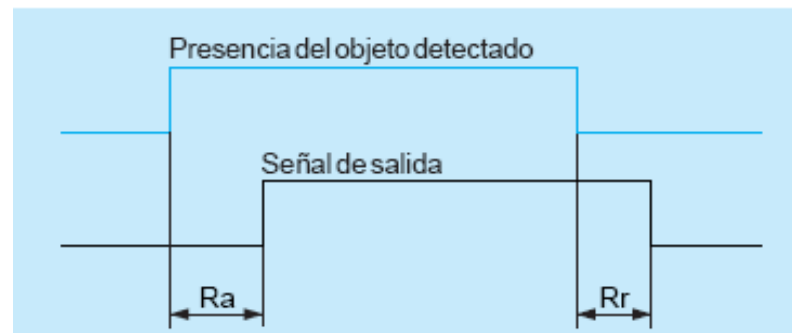 Presencia del objeto detectado
Señal de salida
Ra
Rr